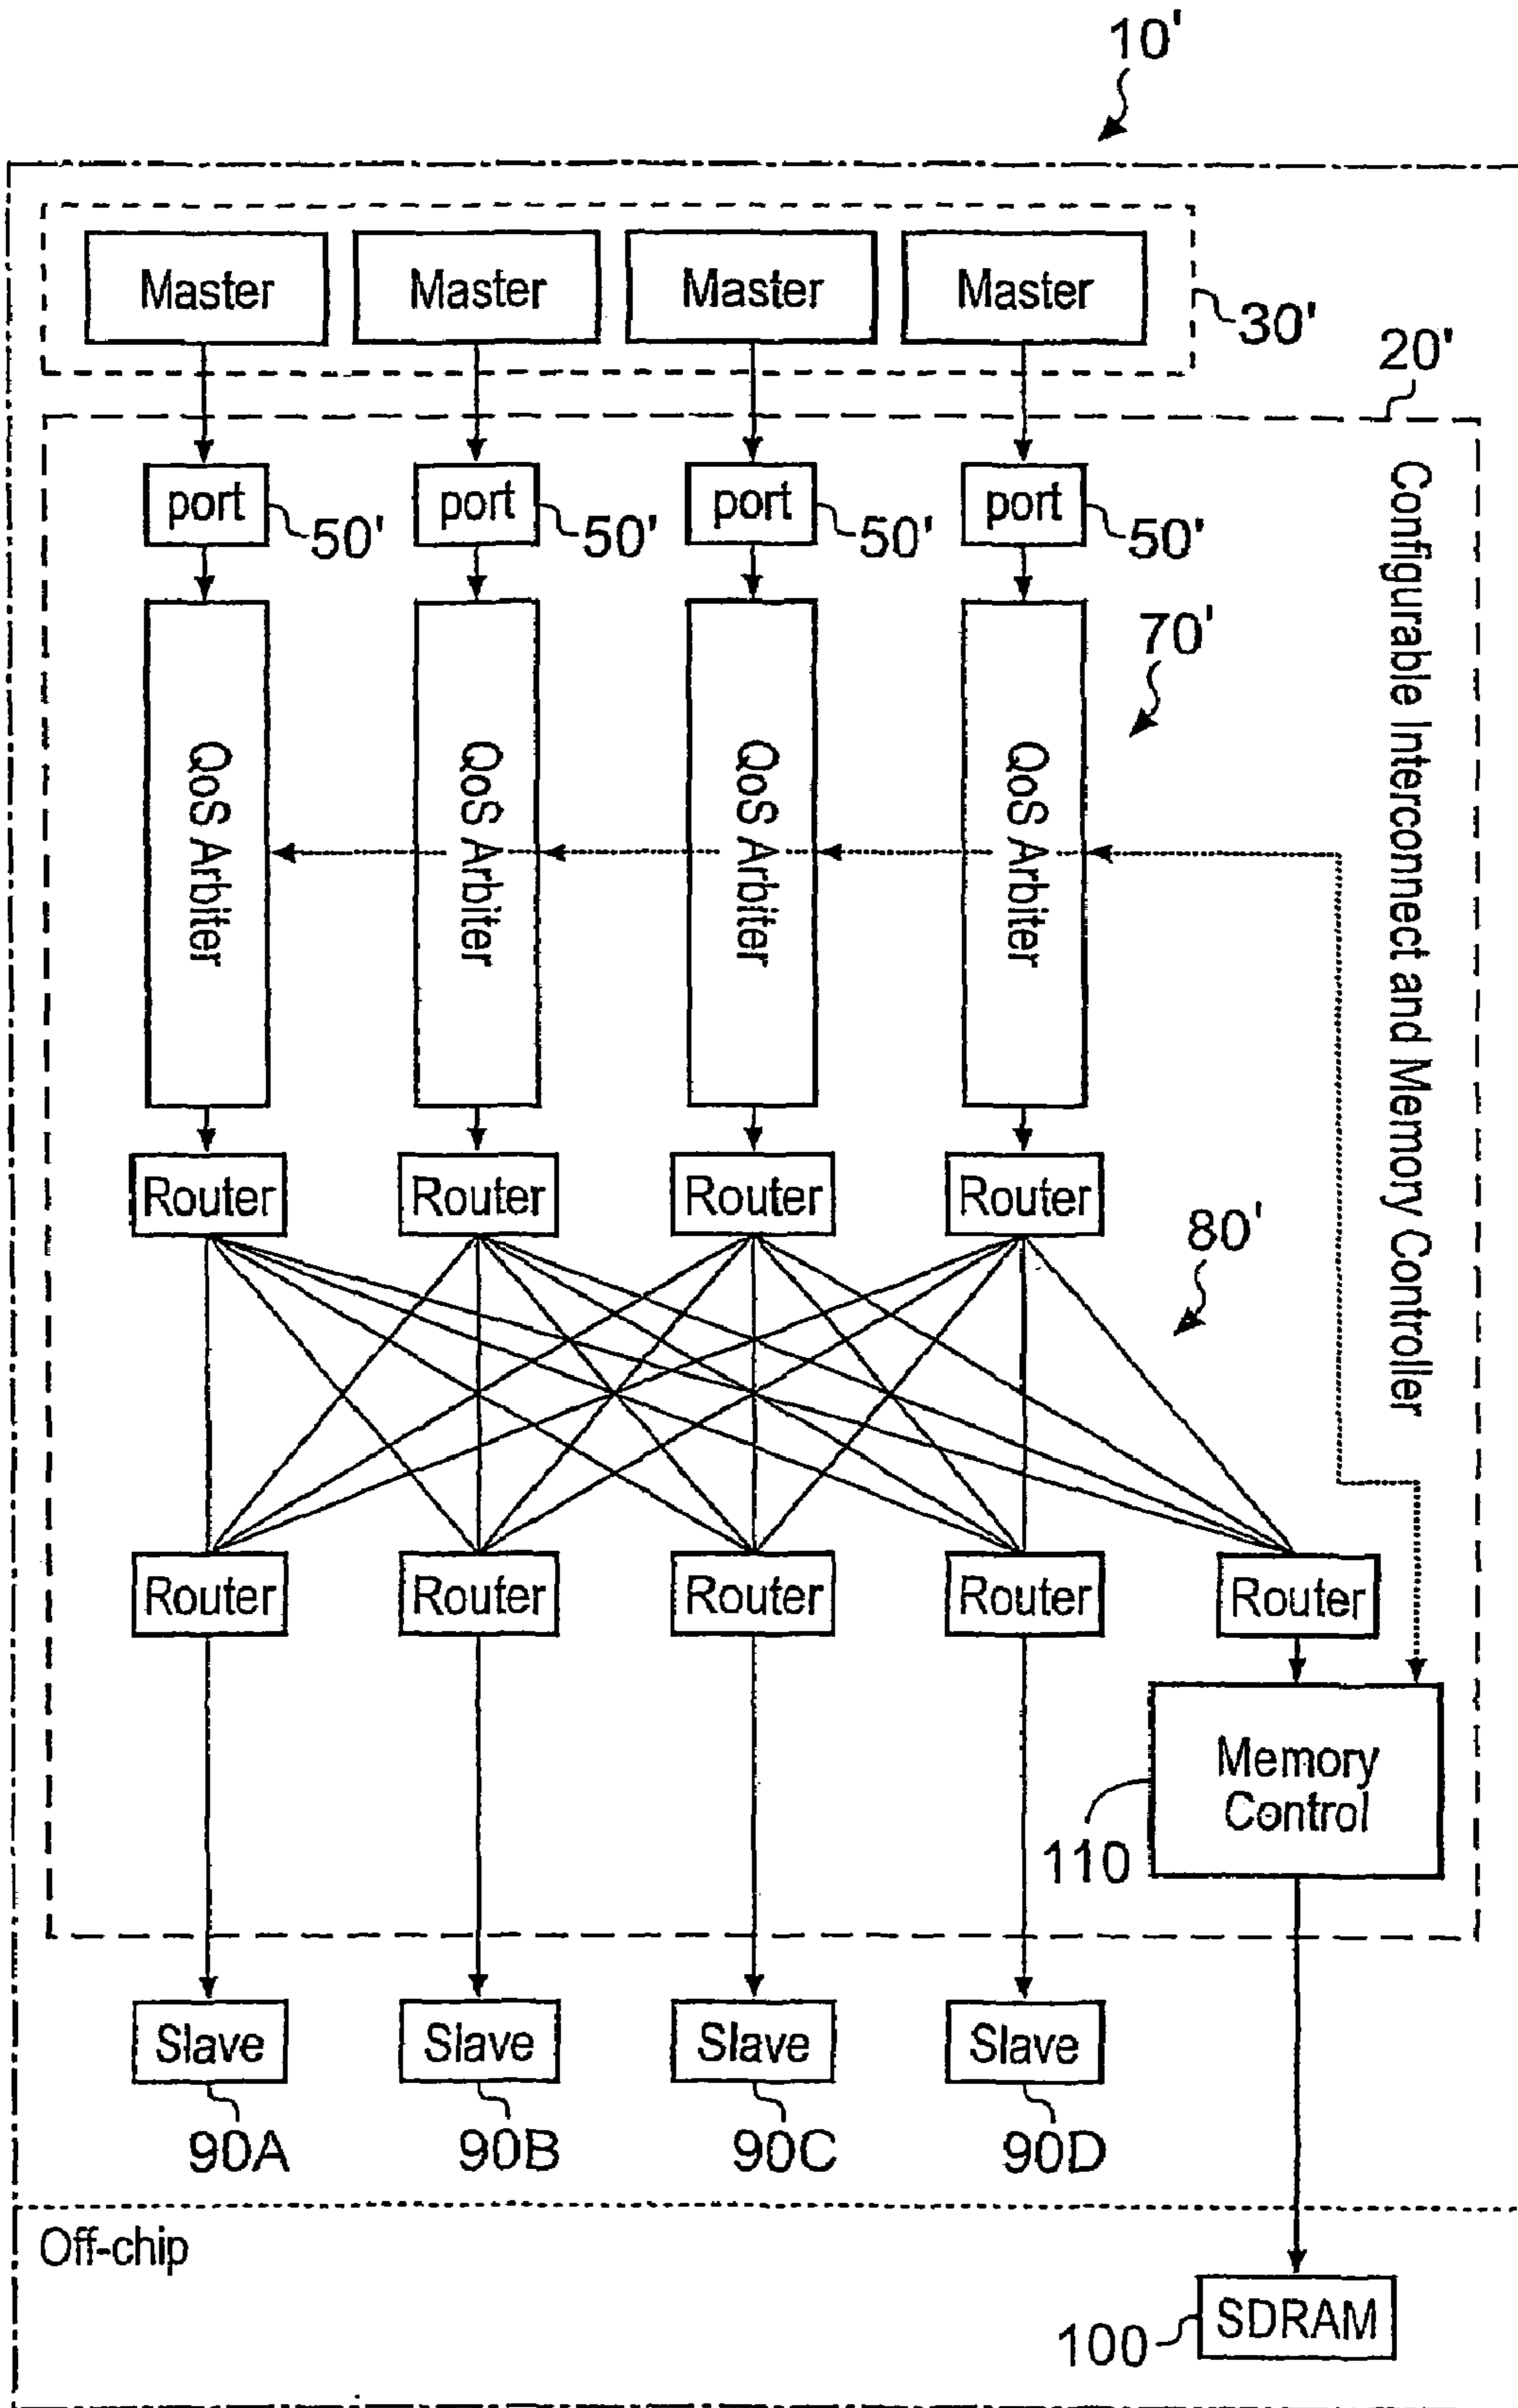 10'
Master Master Master Master
30'
20'
port 50' port 50' port 50' port 50'
Configurable Interconnect and Memory Controller
70'
QoS Arbiter QoS Arbiter QoS Arbiter QoS Arbiter
Router Router Router Router
80'
Router Router Router Router Router
Memory
Control
110
Slave Slave Slave Slave
90A 90B 90C 90D
Off-chip
100 SDRAM